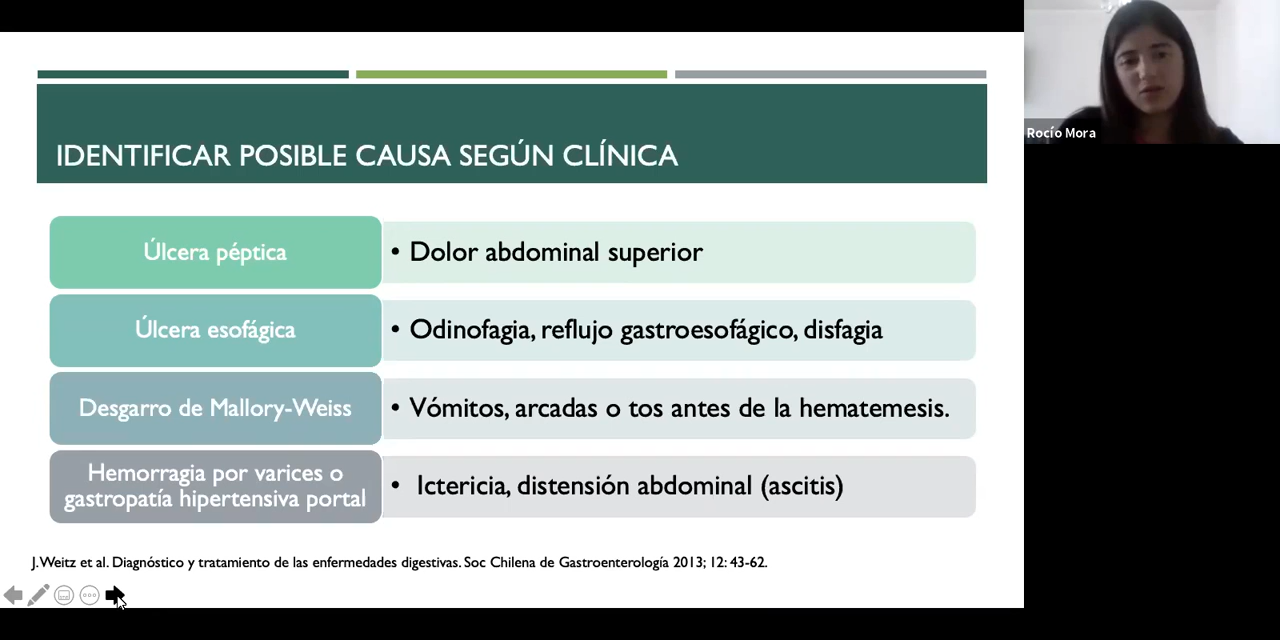 IDENTIFICAR POSIBLE CAUSA SEGÚN CLÍNICA
Úlcera péptica
• Dolor abdominal superior
Úlcera esofágica
• Odinofagia, reflujo gastroesofágico, disfagia
Desgarro de Mallory-Weiss
• Vómitos, arcadas o tos antes de la hematemesis.
Hemorragia por varices o
gastropatía hipertensiva portal
• Ictericia, distensión abdominal (ascitis)
J. Weitz et al. Diagnóstico y tratamiento de las enfermedades digestivas. Soc Chilena de Gastroenterología 2013; 12: 43-62.
Rocío Mora